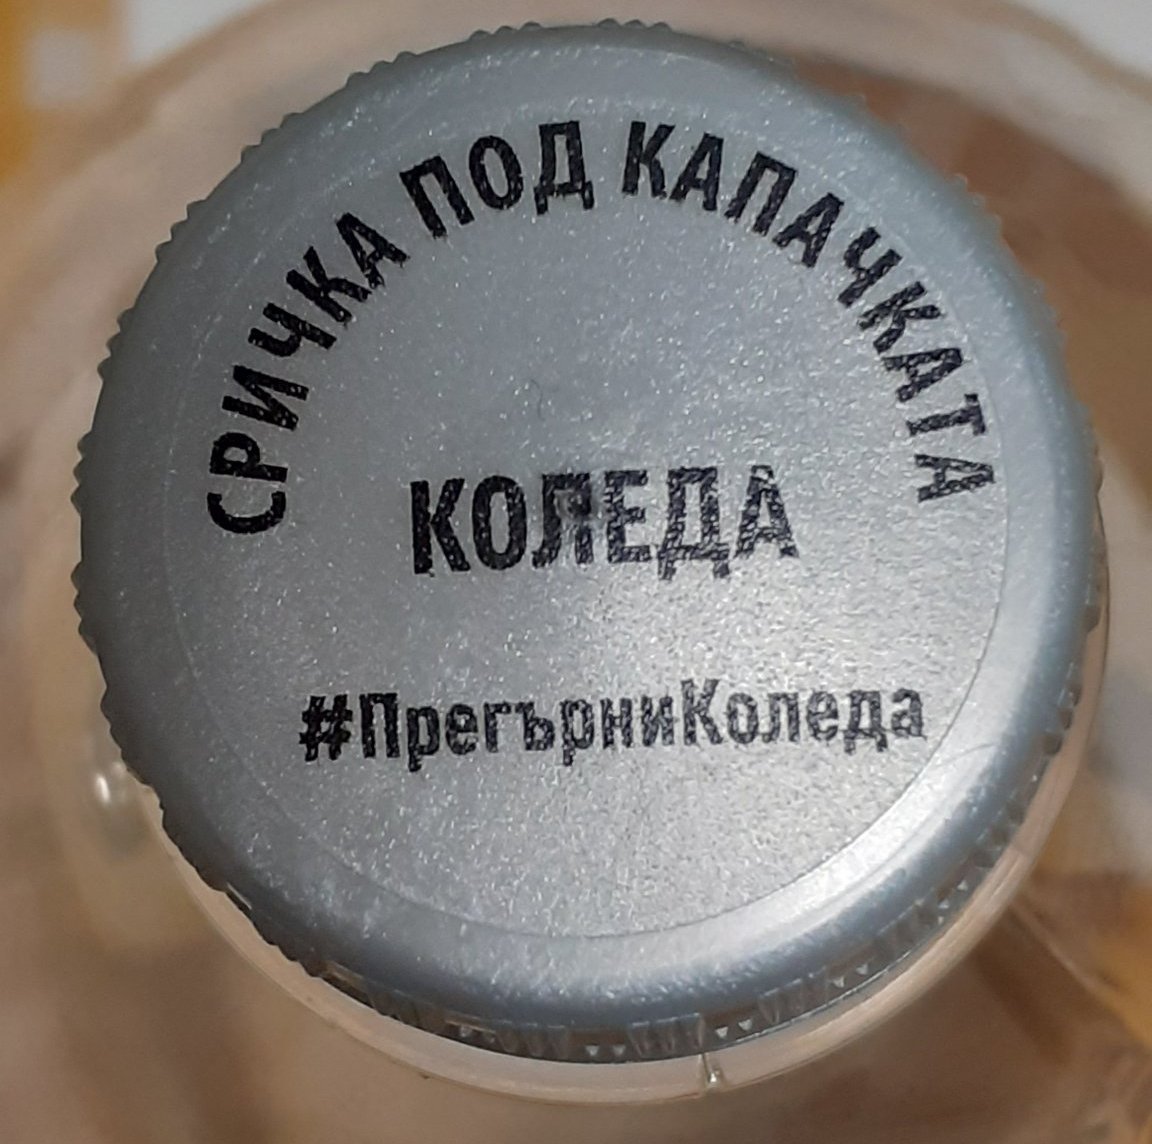 СРИЧКА ПОД КАПАЧКАТА
КОЛЕДА
#ПрегърниКоледа